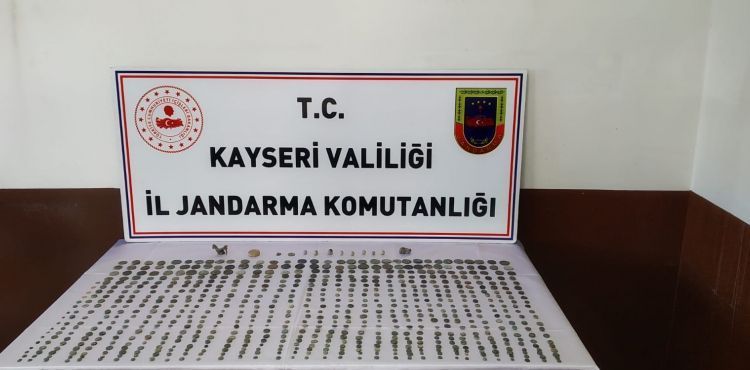 T.C.
KAYSERİ VALİLİĞİ
İL JANDARMA KOMUTANLIĞI